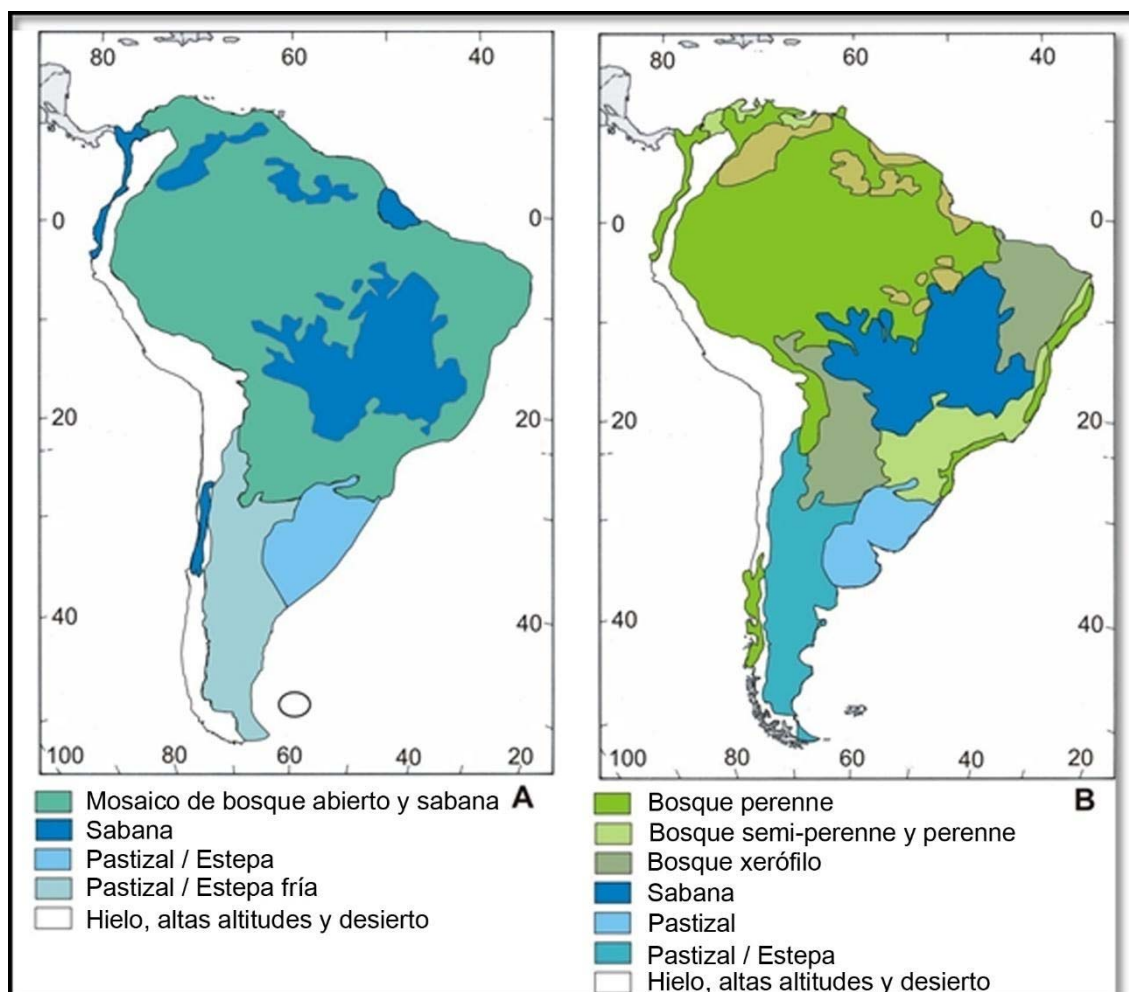 80 60 40
80 60 40
0 0
0 0
20 20
20 20
40 40
40 40
100 80 60 40 20
100 80 60 40 20
Mosaico de bosque abierto y sabana A
Sabana
Pastizal / Estepa
Pastizal / Estepa fría
Hielo, altas altitudes y desierto
B
Bosque perenne
Bosque semi-perenne y perenne
Bosque xerófilo
Sabana
Pastizal
Pastizal / Estepa
Hielo, altas altitudes y desierto